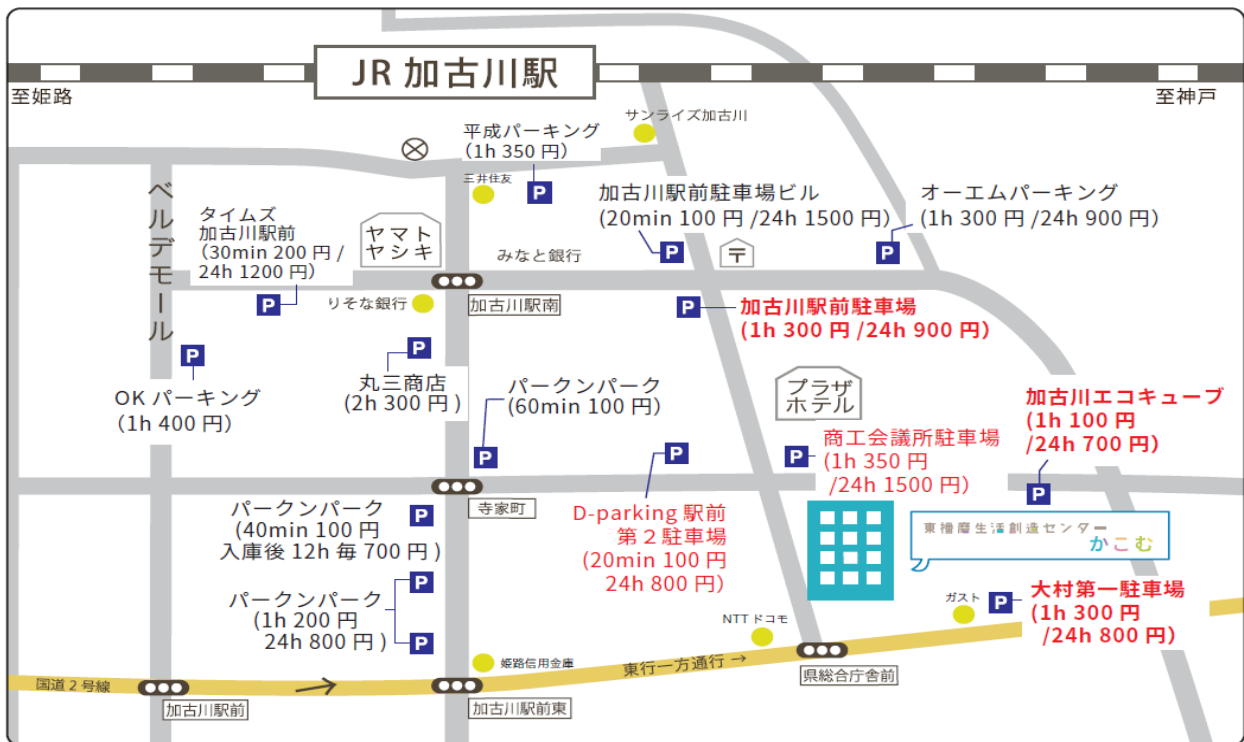 JR 加古川駅
至姫路
至神戸
サンライズ加古川
平成パーキング
（1h 350 円）
三井住友
P
加古川駅前駐車場ビル
(20min 100 円 /24h 1500 円）
P
オーエムパーキング
（1h 300 円 /24h 900 円）
P
ベルデモール
タイムズ
加古川駅前
（30min 200 円 /
24h 1200 円）
P
ヤマト
ヤシキ
みなと銀行
〒
りそな銀行
加古川駅南
P
加古川駅前駐車場
(1h 300 円 /24h 900 円）
P
OK パーキング
（1h 400 円）
P
丸三商店
（2h 300 円 )
パークンパーク
（60min 100 円）
P
プラザ
ホテル
加古川エコキューブ
(1h 100 円
/24h 700 円）
P
P
商工会議所駐車場
(1h 350 円
/24h 1500 円）
P
D-parking 駅前
第２駐車場
(20min 100 円
24h 800 円）
寺家町
パークンパーク
（40min 100 円
入庫後 12h 毎 700 円 )
P
パークンパーク
（1h 200 円
24h 800 円 )
P
P
東播磨生活創造センター
かこむ
ガスト
P
大村第一駐車場
(1h 300 円
/24h 800 円）
NTT ドコモ
姫路信用金庫
東行一方通行 →
県総合庁舎前
国道 2 号線
加古川駅前
加古川駅前東